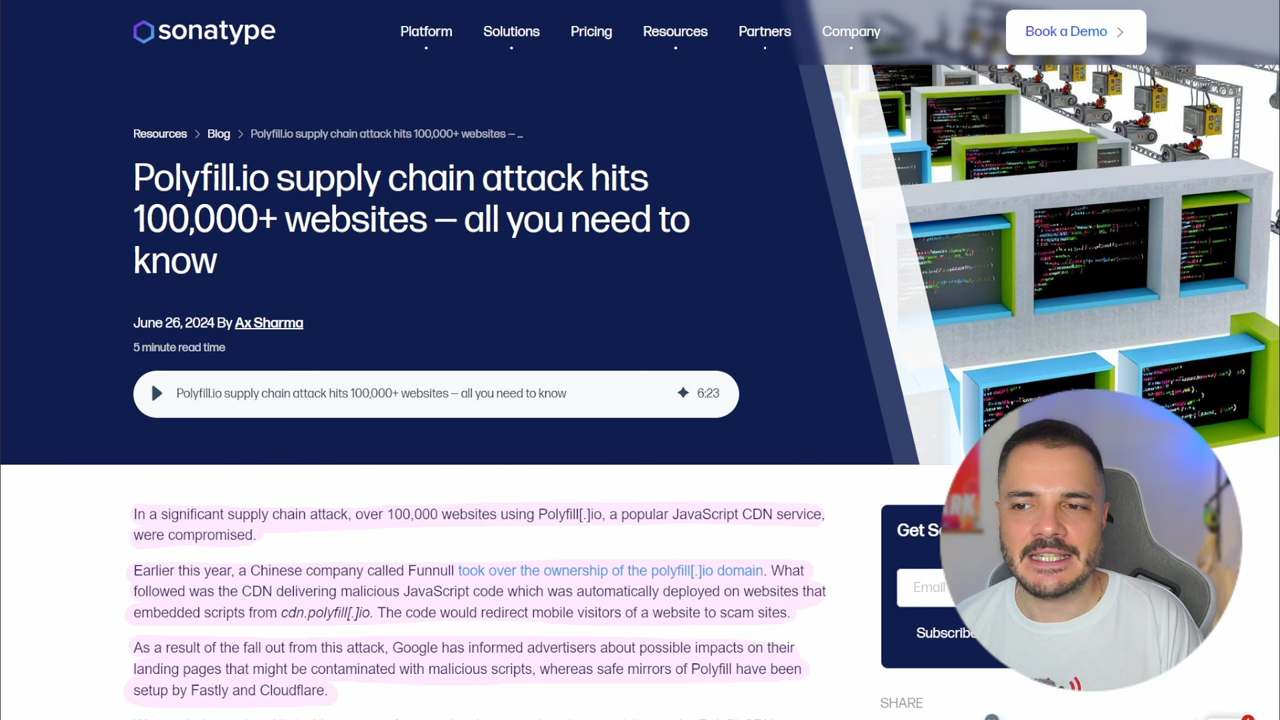 sonatype
Platform Solutions Pricing Resources Partners Company Book a Demo
Resources Blog Polyfill.io supply chain attack hits 100,000+ websites — ...
Polyfill.io supply chain attack hits
100,000+ websites — all you need to
know
June 26, 2024 By Ax Sharma
5 minute read time
Polyfill.io supply chain attack hits 100,000+ websites — all you need to know 6:23
In a significant supply chain attack, over 100,000 websites using Polyfill[.]io, a popular JavaScript CDN service,
were compromised.
Earlier this year, a Chinese company called Funnull took over the ownership of the polyfill[.]io domain. What
followed was the CDN delivering malicious JavaScript code which was automatically deployed on websites that
embedded scripts from cdn.polyfill[.]io. The code would redirect mobile visitors of a website to scam sites.
As a result of the fall out from this attack, Google has informed advertisers about possible impacts on their
landing pages that might be contaminated with malicious scripts, whereas safe mirrors of Polyfill have been
setup by Fastly and Cloudflare.
Get
Email
Subscribe
SHARE